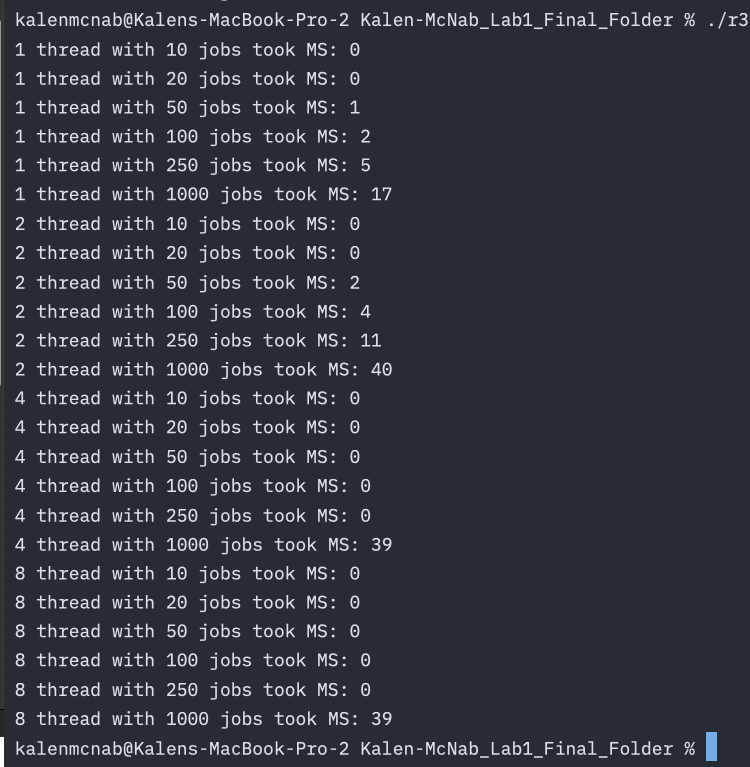 kalenmcnab@Kalens-MacBook-Pro-2 Kalen-McNab_Lab1_Final_Folder % ./r3
1 thread with 10 jobs took MS: 0
1 thread with 20 jobs took MS: 0
1 thread with 50 jobs took MS: 1
1 thread with 100 jobs took MS: 2
1 thread with 250 jobs took MS: 5
1 thread with 1000 jobs took MS: 17
2 thread with 10 jobs took MS: 0
2 thread with 20 jobs took MS: 0
2 thread with 50 jobs took MS: 2
2 thread with 100 jobs took MS: 4
2 thread with 250 jobs took MS: 11
2 thread with 1000 jobs took MS: 40
4 thread with 10 jobs took MS: 0
4 thread with 20 jobs took MS: 0
4 thread with 50 jobs took MS: 0
4 thread with 100 jobs took MS: 0
4 thread with 250 jobs took MS: 0
4 thread with 1000 jobs took MS: 39
8 thread with 10 jobs took MS: 0
8 thread with 20 jobs took MS: 0
8 thread with 50 jobs took MS: 0
8 thread with 100 jobs took MS: 0
8 thread with 250 jobs took MS: 0
8 thread with 1000 jobs took MS: 39
kalenmcnab@Kalens-MacBook-Pro-2 Kalen-McNab_Lab1_Final_Folder %